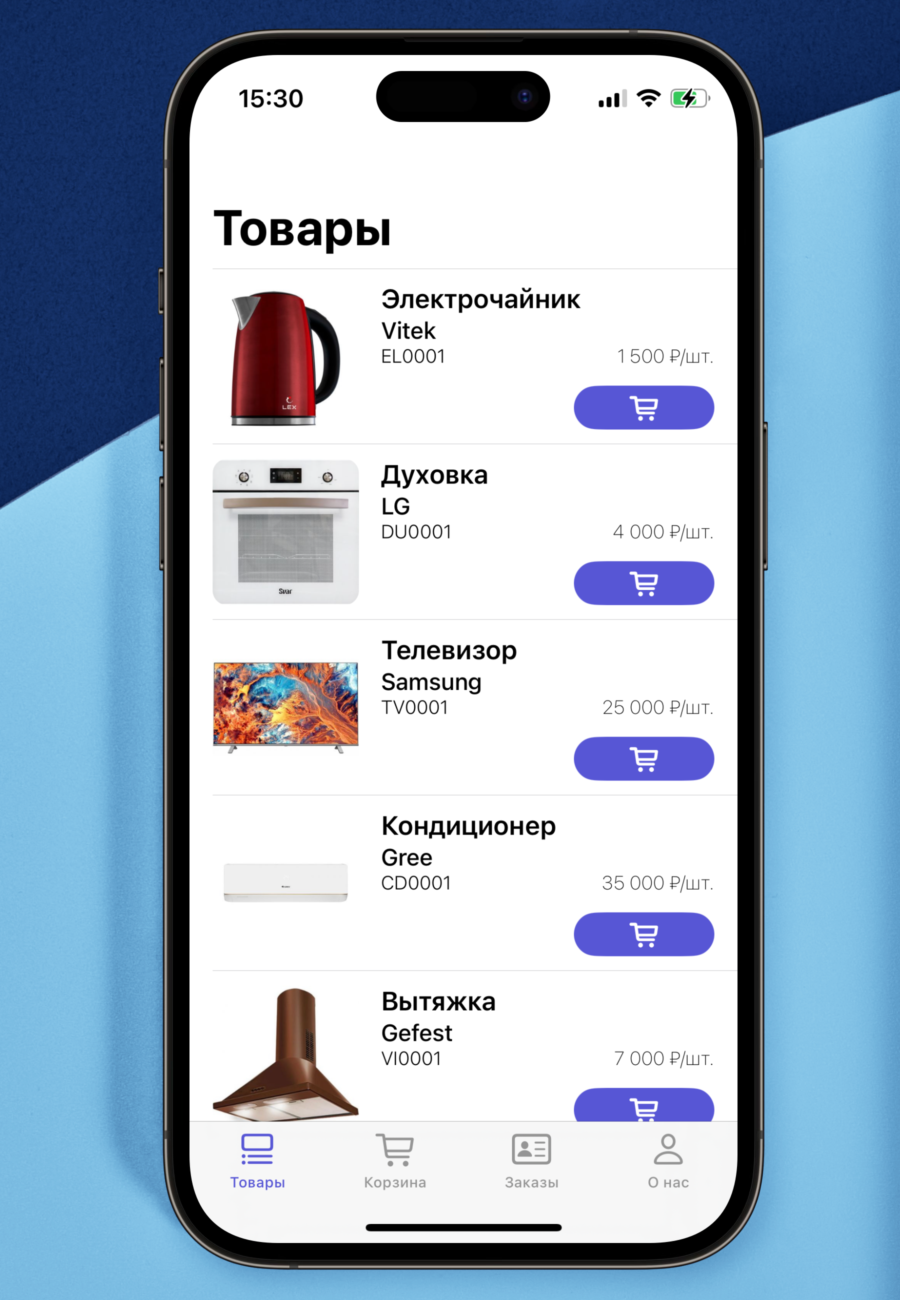 15:30
Товары
Электрочайник
Vitek
EL0001
1 500 ₽/шт.
LEX
Духовка
LG
DU0001
4 000 ₽/шт.
Телевизор
Samsung
TV0001
25 000 ₽/шт.
Кондиционер
Gree
CD0001
35 000 ₽/шт.
Вытяжка
Gefest
VI0001
7 000 ₽/шт.
Товары
Корзина
Заказы
О нас